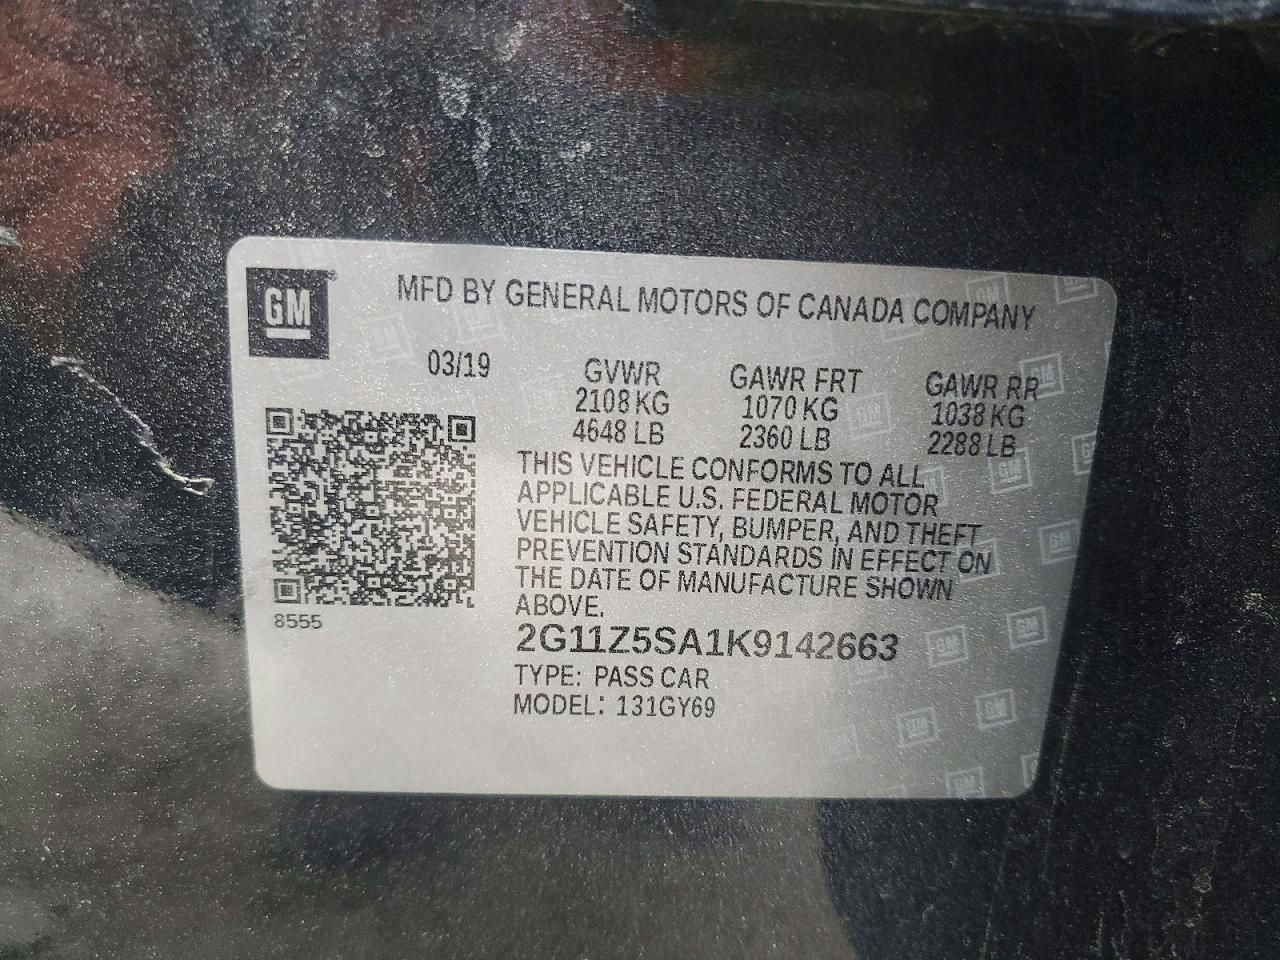 GM
MFD BY GENERAL MOTORS OF CANADA COMPANY
03/19
GVWR GAWR FRT GAWR RR
2108 KG 1070 KG 1038 KG
4648 LB 2360 LB 2288 LB
THIS VEHICLE CONFORMS TO ALL
APPLICABLE U.S. FEDERAL MOTOR
VEHICLE SAFETY, BUMPER, AND THEFT
PREVENTION STANDARDS IN EFFECT ON
THE DATE OF MANUFACTURE SHOWN
ABOVE.
8555
2G11Z5SA1K9142663
TYPE: PASS CAR
MODEL: 131GY69